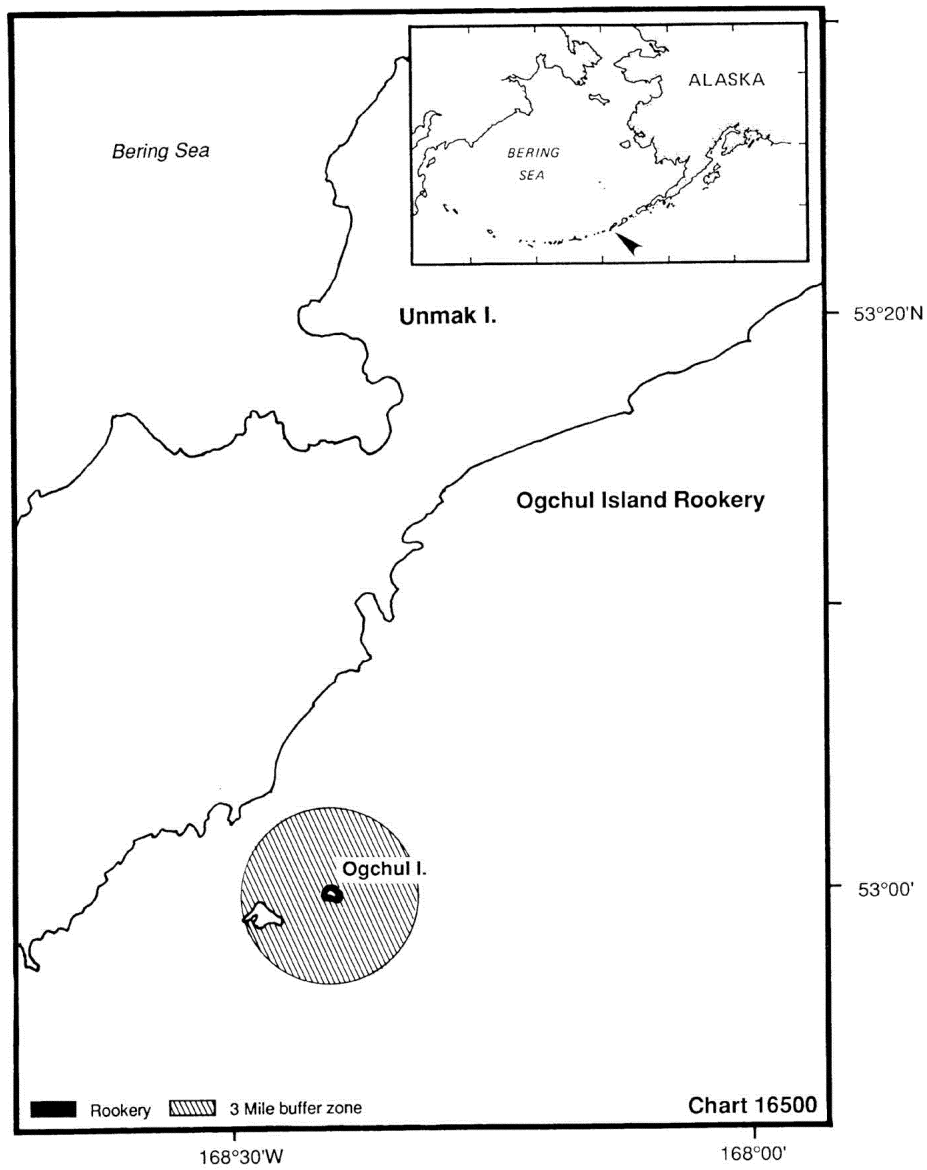 ALASKA
Bering Sea
BERING
SEA
Unmak I.
53°20'N
Ogchul Island Rookery
Ogchul I.
53°00'
Rookery
3 Mile buffer zone
Chart 16500
168°30'W
168°00'